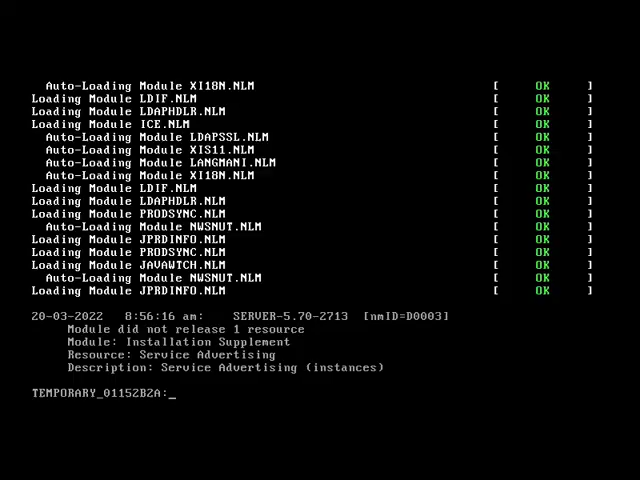 Auto-Loading Module XI18N.NLM [ OK ]
Loading Module LDIF.NLM [ OK ]
Loading Module LDAPHDLR.NLM [ OK ]
Loading Module ICE.NLM [ OK ]
Auto-Loading Module LDAPSSL.NLM [ OK ]
Auto-Loading Module XIS11.NLM [ OK ]
Auto-Loading Module LANGMANI.NLM [ OK ]
Auto-Loading Module XI18N.NLM [ OK ]
Loading Module LDIF.NLM [ OK ]
Loading Module LDAPHDLR.NLM [ OK ]
Loading Module PRODSYNC.NLM [ OK ]
Auto-Loading Module NWSNUT.NLM [ OK ]
Loading Module JPRDINFO.NLM [ OK ]
Loading Module PRODSYNC.NLM [ OK ]
Loading Module JAVAWTCH.NLM [ OK ]
Auto-Loading Module NWSNUT.NLM [ OK ]
Loading Module JPRDINFO.NLM [ OK ]
20-03-2022 8:56:16 am: SERVER-5.70-2713 [nmID=D0003]
Module did not release 1 resource
Module: Installation Supplement
Resource: Service Advertising
Description: Service Advertising (instances)
TEMPORARY_01152B2A:_